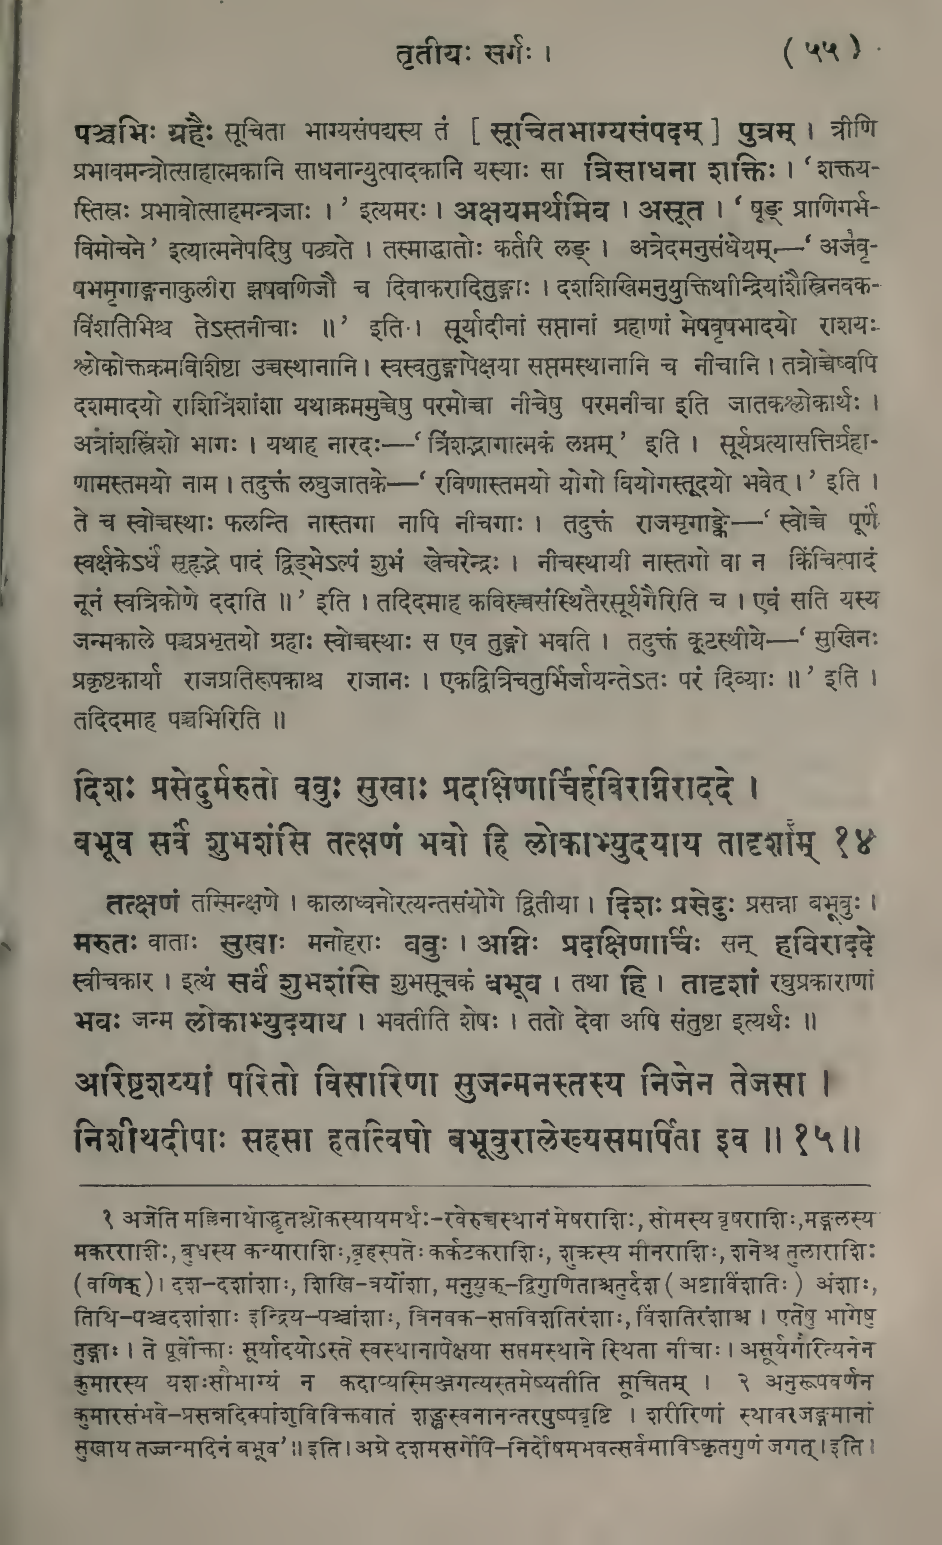 तृतीयः सर्गः । ( ५५ )
पञ्चभिः ग्रहैः सूचिता भाग्यसंपद्यस्य तं [ सूचितभाग्यसंपदम् ] पुत्रम् । त्रीणि
प्रभावमन्त्रोत्साहात्मकानि साधनान्युत्पादकानि यस्याः सा त्रिसाधना शक्तिः । ‘ शक्तय-
स्तिस्रः प्रभावोत्साहमन्त्रजाः । ’ इत्यमरः । अक्षयमर्थमिव । असूत । ‘ षूङ् प्राणिगर्भ-
विमोचने ’ इत्यात्मनेपदिषु पठ्यते । तस्माद्धातोः कर्तरि लङ् । अत्रेदमनुसंधेयम्—‘ अजवृ-
षभमृगाङ्गनाकुलीरा झषवणिजौ च दिवाकरादितुङ्गाः । दशशिखिमनुयुक्तिथीन्द्रियांशैस्त्रिनवक-
विंशतिभिश्च तेऽस्तनीचाः ॥ ’ इति । सूर्यादीनां सप्तानां ग्रहाणां मेषवृषभादयो राशयः
श्लोकोक्तक्रमविशिष्टा उच्चस्थानानि । स्वस्वतुङ्गापेक्षया सप्तमस्थानानि च नीचानि । तत्रोच्चेष्वपि
दशमादयो राशित्रिंशांशा यथाक्रममुच्चेषु परमोच्चा नीचेषु परमनीचा इति जातकश्लोकार्थः ।
अत्रांशस्त्रिंशो भागः । यथाह नारदः—‘ त्रिंशद्भागात्मकं लग्नम् ’ इति । सूर्यप्रत्यासत्तिर्ग्रहा-
णामस्तमयो नाम । तदुक्तं लघुजातके—‘ रविणास्तमयो योगो वियोगस्तूदयो भवेत् । ’ इति ।
ते च स्वोच्चस्थाः फलन्ति नास्तगा नापि नीचगाः । तदुक्तं राजमृगाङ्के—‘ स्वोच्चे पूर्णं
स्वर्क्षकेऽर्धं सुहृद्भे पादं द्विड्भेऽल्पं शुभं खेचरेन्द्रः । नीचस्थायी नास्तगो वा न किंचित्पादं
नूनं स्वत्रिकोणे ददाति ॥ ’ इति । तदिदमाह कविरुच्चसंस्थितैरसूर्यगैरिति च । एवं सति यस्य
जन्मकाले पञ्चप्रभृतयो ग्रहाः स्वोच्चस्थाः स एव तुङ्गो भवति । तदुक्तं कूटस्थीये—‘ सुखिनः
प्रकृष्टकार्या राजप्रतिरूपकाश्च राजानः । एकद्वित्रिचतुर्भिर्जायन्तेऽतः परं दिव्याः ॥ ’ इति ।
तदिदमाह पञ्चभिरिति ॥
दिशः प्रसेदुर्मरुतो ववुः सुखाः प्रदक्षिणार्चिर्हविरग्निराददे ।
बभूव सर्वं शुभशंसि तत्क्षणं भवो हि लोकाभ्युदयाय तादृशाम् १४
तत्क्षणं तस्मिन्क्षणे । कालाध्वनोरत्यन्तसंयोगे द्वितीया । दिशः प्रसेदुः प्रसन्ना बभूवुः ।
मरुतः वाताः सुखाः मनोहराः ववुः । अग्निः प्रदक्षिणार्चिः सन् हविराददे
स्वीचकार । इत्थं सर्वं शुभशंसि शुभसूचकं बभूव । तथा हि । तादृशां रघुप्रकाराणां
भवः जन्म लोकाभ्युदयाय । भवतीति शेषः । ततो देवा अपि संतुष्टा इत्यर्थः ॥
अरिष्टशय्यां परितो विसारिणा सुजन्मनस्तस्य निजेन तेजसा ।
निशीथदीपाः सहसा हतत्विषो बभूवुरालेख्यसमर्पिता इव ॥ १५॥
१ अजेति मल्लिनाथोद्धृतश्लोकस्यायमर्थः-रवेरुच्चस्थानं मेषराशिः, सोमस्य वृषराशिः,मङ्गलस्य
मकरराशिः, बुधस्य कन्याराशिः,बृहस्पतेः कर्कटकराशिः, शुक्रस्य मीनराशिः, शनेश्च तुलाराशिः
(वणिक्)। दश-दशांशाः, शिखि-त्रयोंशा, मनुयुक्-द्विगुणिताश्चतुर्दश ( अष्टाविंशतिः ) अंशाः,
तिथि-पञ्चदशांशाः इन्द्रिय-पञ्चांशाः, त्रिनवक-सप्तविंशतिरंशाः, विंशतिरंशाश्च । एतेषु भागेषु
तुङ्गाः । ते पूर्वोक्ताः सूर्यादयोऽस्ते स्वस्थानापेक्षया सप्तमस्थाने स्थिता नीचाः । असूर्यगैरित्यनेन
कुमारस्य यशःसौभाग्यं न कदाप्यस्मिञ्जगत्यस्तमेष्यतीति सूचितम् । २ अनुरूपवर्णन
कुमारसंभवे-प्रसन्नदिक्पांशुविविक्तवातं शङ्खस्वनानन्तरपुष्पवृष्टि । शरीरिणां स्थावरजङ्गमानां
सुखाय तज्जन्मदिनं बभूव’ ॥ इति । अग्रे दशमसर्गेपि-निर्दोषमभवत्सर्वमाविष्कृतगुणं जगत् । इति ।